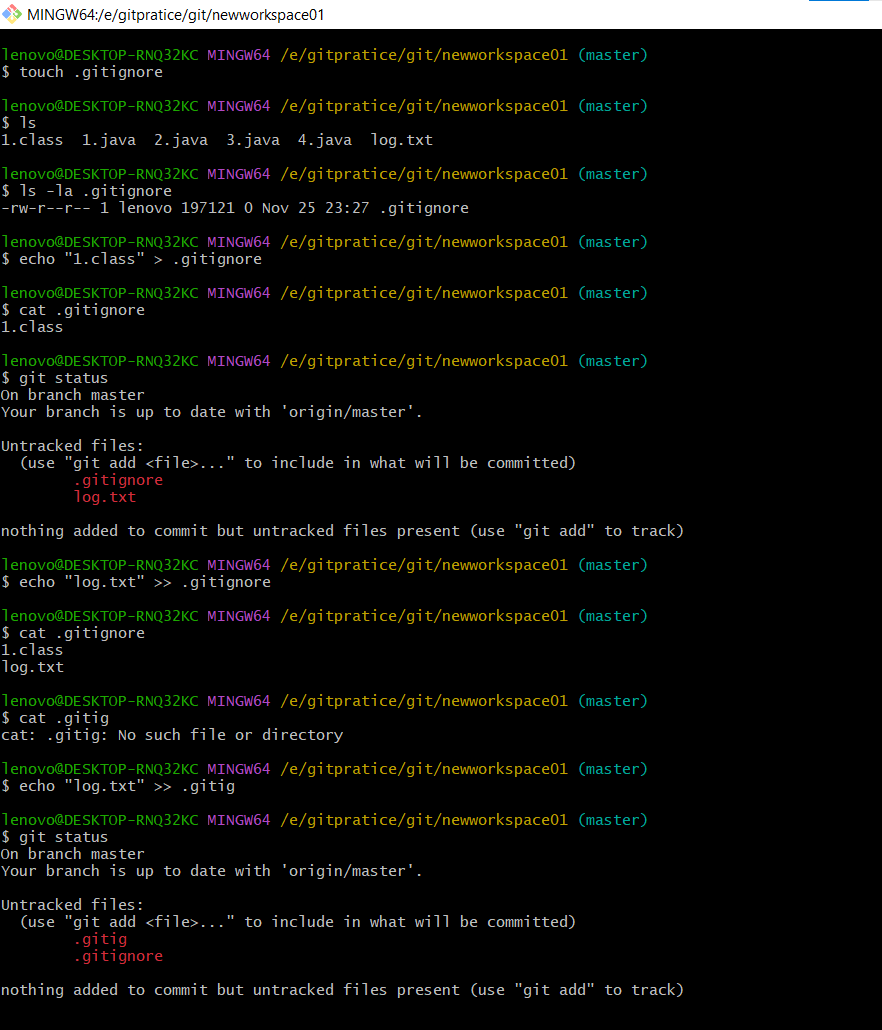 MINGW64:/e/gitpratice/git/newworkspace01
lenovo@DESKTOP-RNQ32KC MINGW64 /e/gitpratice/git/newworkspace01 (master)
$ touch .gitignore
lenovo@DESKTOP-RNQ32KC MINGW64 /e/gitpratice/git/newworkspace01 (master)
$ ls
1.class  1.java  2.java  3.java  4.java  log.txt
lenovo@DESKTOP-RNQ32KC MINGW64 /e/gitpratice/git/newworkspace01 (master)
$ ls -la .gitignore
-rw-r--r-- 1 lenovo 197121 0 Nov 25 23:27 .gitignore
lenovo@DESKTOP-RNQ32KC MINGW64 /e/gitpratice/git/newworkspace01 (master)
$ echo "1.class" > .gitignore
lenovo@DESKTOP-RNQ32KC MINGW64 /e/gitpratice/git/newworkspace01 (master)
$ cat .gitignore
1.class
lenovo@DESKTOP-RNQ32KC MINGW64 /e/gitpratice/git/newworkspace01 (master)
$ git status
On branch master
Your branch is up to date with 'origin/master'.
Untracked files:
  (use "git add <file>..." to include in what will be committed)
        .gitignore
        log.txt
nothing added to commit but untracked files present (use "git add" to track)
lenovo@DESKTOP-RNQ32KC MINGW64 /e/gitpratice/git/newworkspace01 (master)
$ echo "log.txt" >> .gitignore
lenovo@DESKTOP-RNQ32KC MINGW64 /e/gitpratice/git/newworkspace01 (master)
$ cat .gitignore
1.class
log.txt
lenovo@DESKTOP-RNQ32KC MINGW64 /e/gitpratice/git/newworkspace01 (master)
$ cat .gitig
cat: .gitig: No such file or directory
lenovo@DESKTOP-RNQ32KC MINGW64 /e/gitpratice/git/newworkspace01 (master)
$ echo "log.txt" >> .gitig
lenovo@DESKTOP-RNQ32KC MINGW64 /e/gitpratice/git/newworkspace01 (master)
$ git status
On branch master
Your branch is up to date with 'origin/master'.
Untracked files:
  (use "git add <file>..." to include in what will be committed)
        .gitig
        .gitignore
nothing added to commit but untracked files present (use "git add" to track)